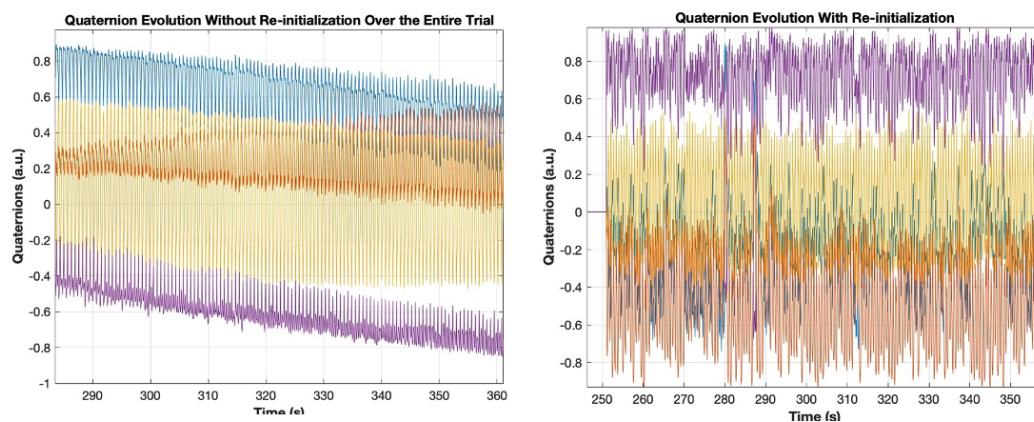 Quaternion Evolution Without Re-initialization Over the Entire Trial
Quaternions (a.u.)
0.8
0.6
0.4
0.2
0
-0.2
-0.4
-0.6
-0.8
-1
290 300 310 320 330 340 350 360
Time (s)
Quaternion Evolution With Re-initialization
Quaternions (a.u.)
0.8
0.6
0.4
0.2
0
-0.2
-0.4
-0.6
-0.8
250 260 270 280 290 300 310 320 330 340 350
Time (s)